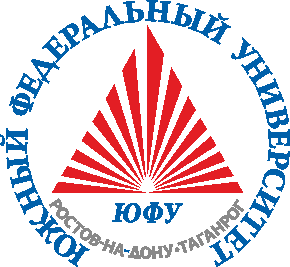 ЮЖНЫЙ ФЕДЕРАЛЬНЫЙ УНИВЕРСИТЕТ
ЮФУ
РОСТОВ-НА-ДОНУ·ТАГАНРОГ